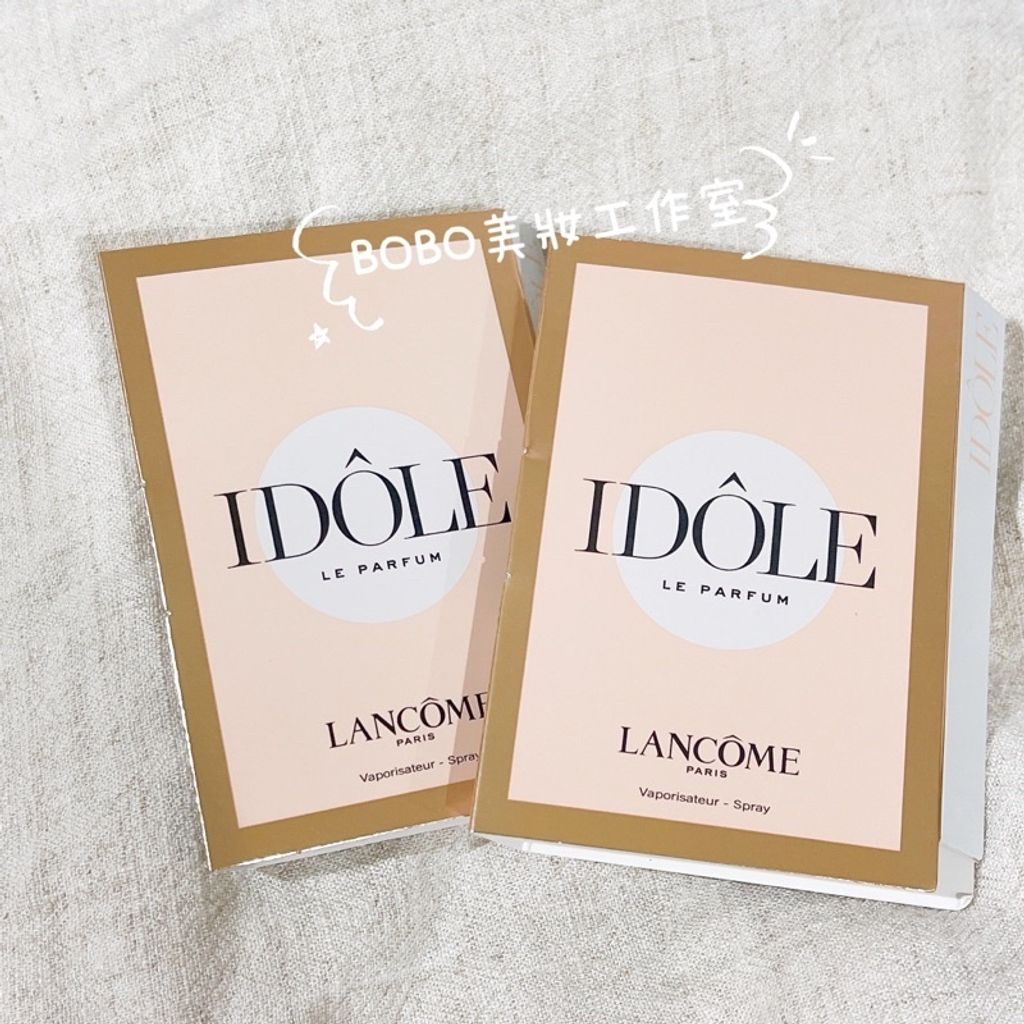 BOBO美妝工作室
IDÔLE
LE PARFUM
LANCÔME
PARIS
Vaporisateur - Spray
IDÔLE
LE PARFUM
LANCÔME
PARIS
Vaporisateur - Spray
IDÔLE